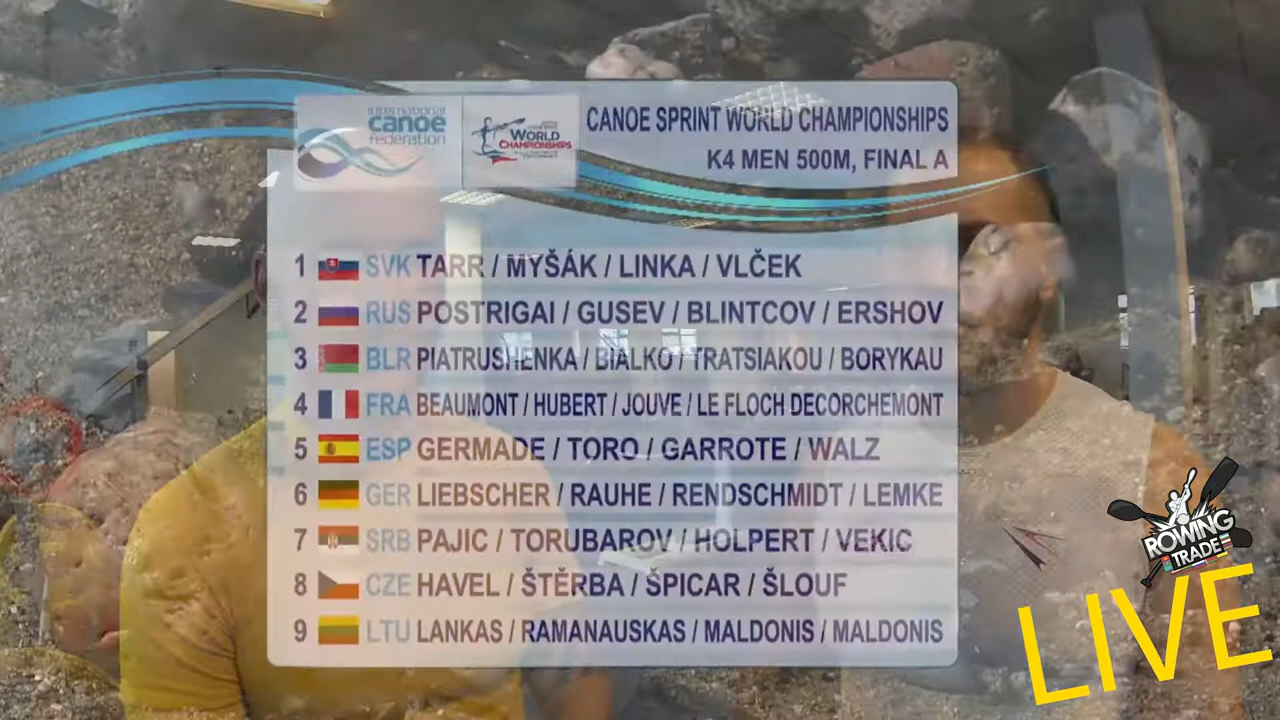 international
canoe
federation
WORLD
CHAMPIONSHIPS
CANOE SPRINT WORLD CHAMPIONSHIPS
K4 MEN 500M, FINAL A
1 SVK TARR / MYŠÁK / LINKA / VLČEK
2 RUS POSTRIGAI / GUSEV / BLINTCOV / ERSHOV
3 BLR PIATRUSHENKA / BIALKO / TRATSIAKOU / BORYKAU
4 FRA BEAUMONT / HUBERT / JOUVE / LE FLOCH DECORCHEMONT
5 ESP GERMADE / TORO / GARROTE / WALZ
6 GER LIEBSCHER / RAUHE / RENDSCHMIDT / LEMKE
7 SRB PAJIC / TORUBAROV / HOLPERT / VEKIC
8 CZE HAVEL / ŠTĚRBA / ŠPICAR / ŠLOUF
9 LTU LANKAS / RAMANAUSKAS / MALDONIS / MALDONIS
ROWING
TRADE
LIVE